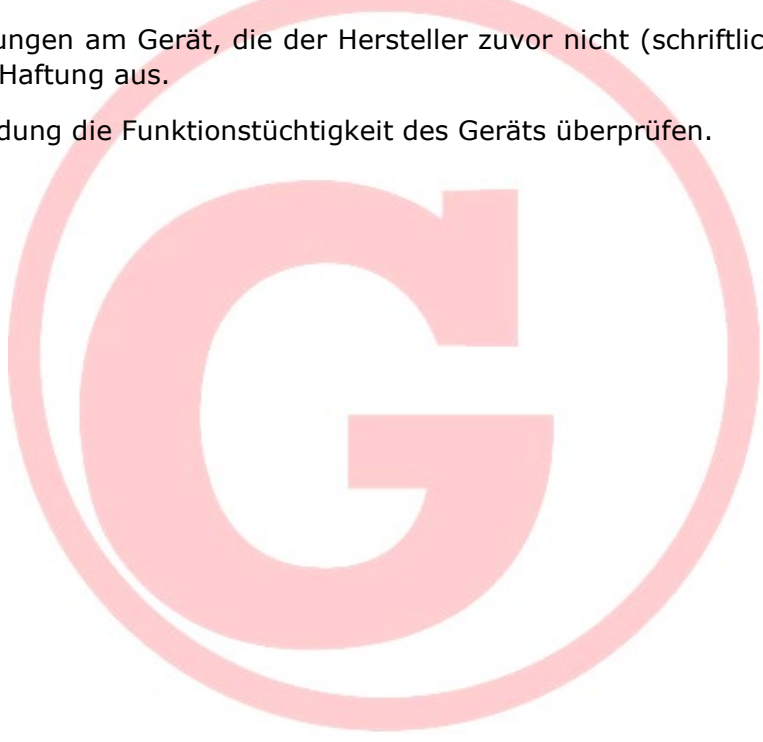 ungen am Gerät, die der Hersteller zuvor nicht (schriftlic
Haftung aus.
dung die Funktionstüchtigkeit des Geräts überprüfen.
G